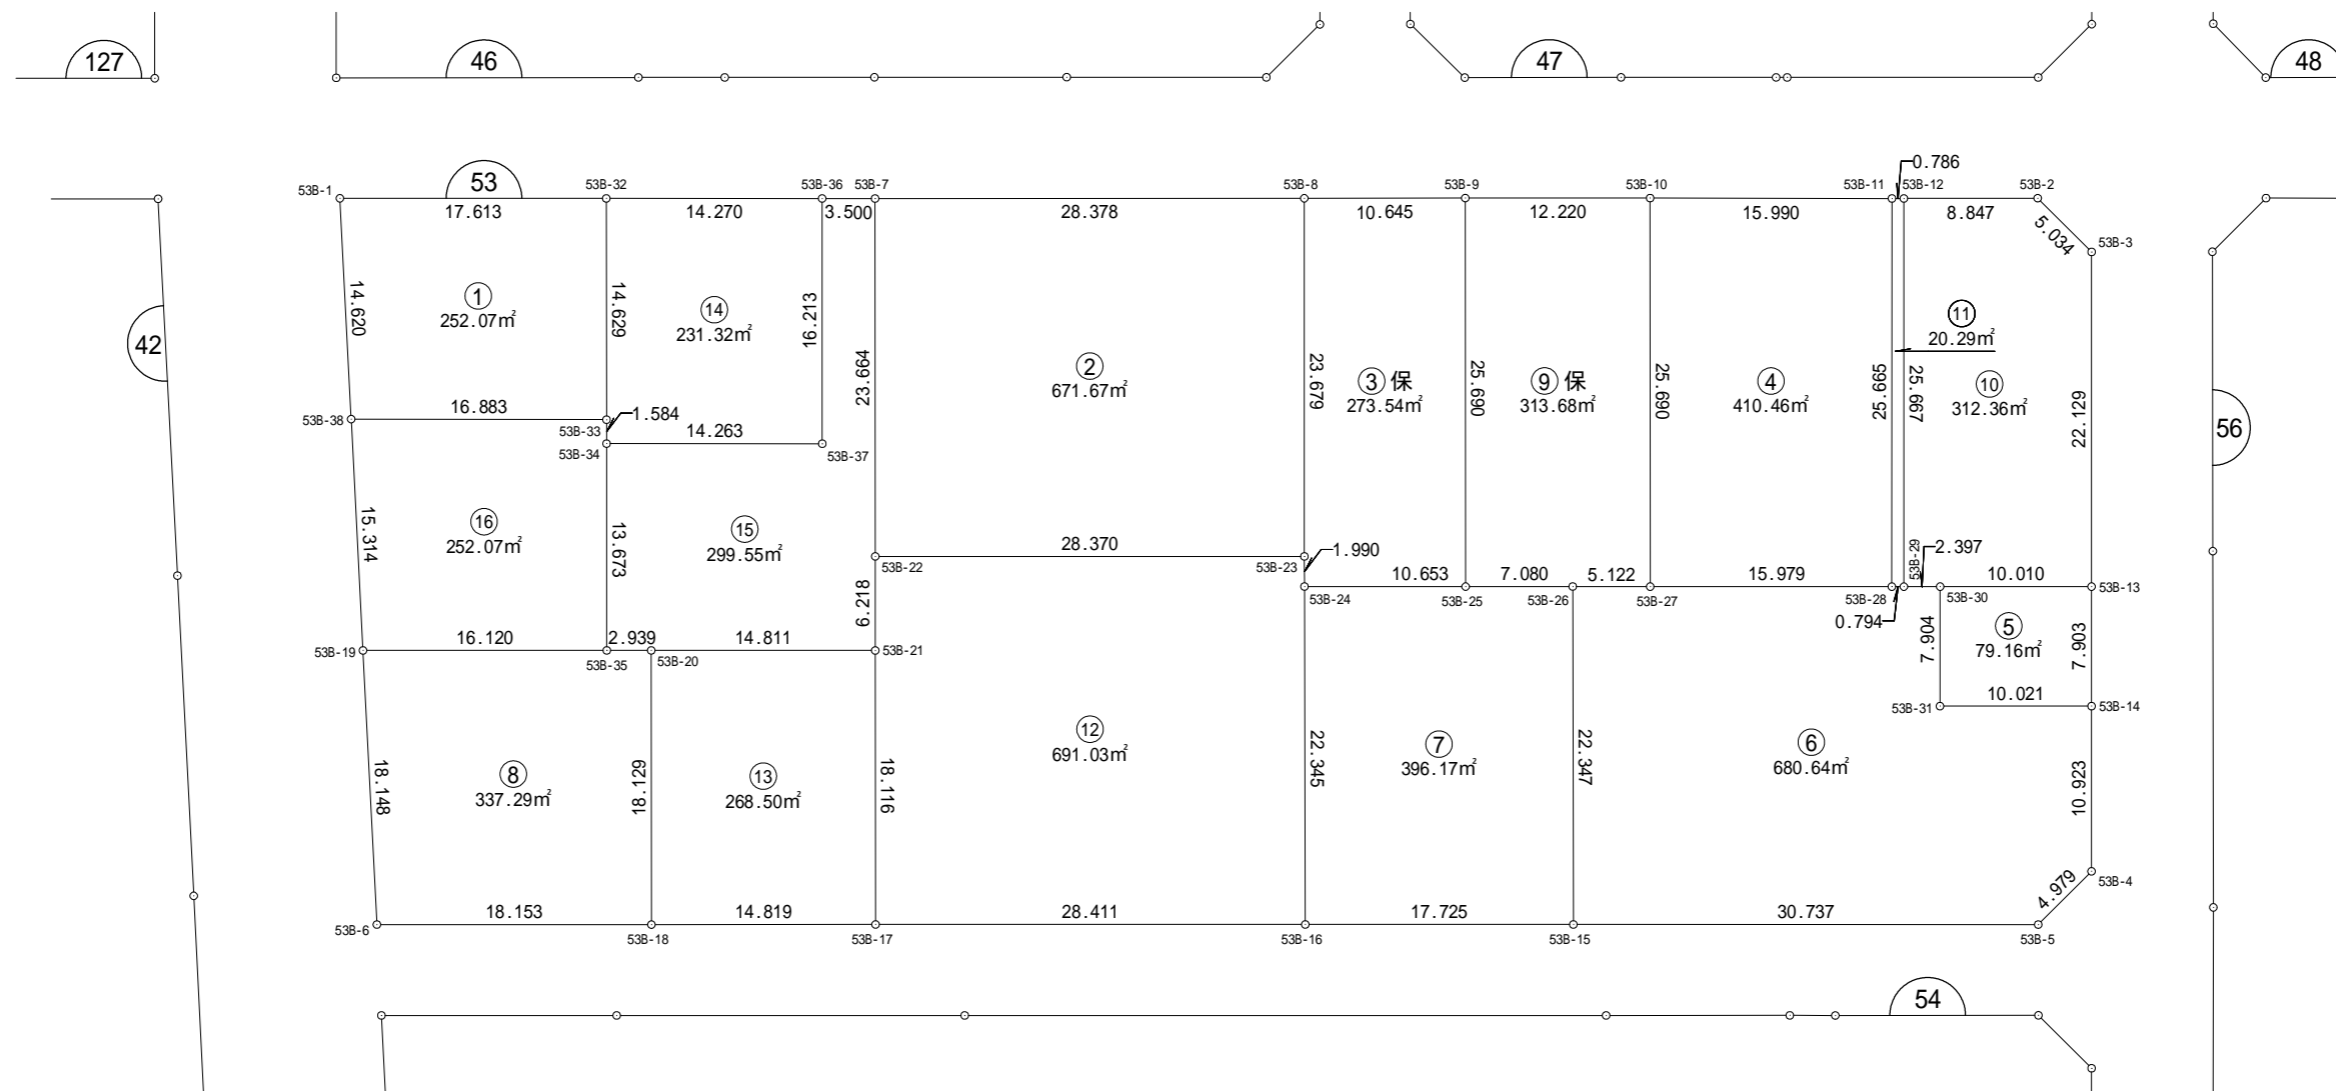 127
46
47
48
0.786
53B-1
53
53B-32
53B-36
53B-7
53B-8
53B-9
53B-10
53B-11
53B-12
53B-2
17.613
14.270
3.500
28.378
10.645
12.220
15.990
8.847
5.034
53B-3
14.620
① 252.07㎡
14.629
⑭ 231.32㎡
16.213
23.664
② 671.67㎡
23.679
③ 保
273.54㎡
25.690
⑨ 保
313.68㎡
25.690
④ 410.46㎡
25.665
25.667
⑪
20.29㎡
⑩ 312.36㎡
22.129
42
56
53B-38
16.883
53B-33
1.584
53B-34
14.263
53B-37
15.314
⑯ 252.07㎡
13.673
⑮ 299.55㎡
6.218
53B-22
28.370
53B-23
1.990
10.653
7.080
5.122
15.979
53B-29
2.397
10.010
53B-24
53B-25
53B-26
53B-27
53B-28
0.794
53B-30
53B-13
7.904
⑤ 79.16㎡
7.903
53B-19
16.120
2.939
14.811
53B-35
53B-20
53B-21
10.021
53B-31
53B-14
18.148
⑧ 337.29㎡
18.129
⑬ 268.50㎡
18.116
⑫ 691.03㎡
22.345
⑦ 396.17㎡
22.347
⑥ 680.64㎡
10.923
53B-4
4.979
18.153
14.819
28.411
17.725
30.737
53B-6
53B-18
53B-17
53B-16
53B-15
53B-5
54